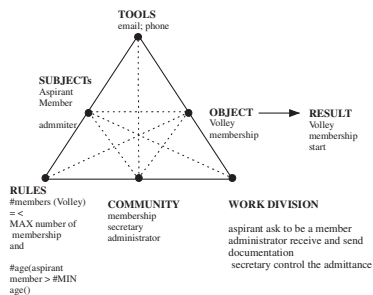 TOOLS
email; phone
SUBJECTs
Aspirant
Member
admmiter
OBJECT
Volley
membership
RESULT
Volley
membership
start
RULES
#members (Volley)
=<
MAX number of
membership
and
#age(aspirant
member > #MIN
age()
COMMUNITY
membership
secretary
administrator
WORK DIVISION
aspirant ask to be a member
administrator receive and send
documentation
secretary control the admittance